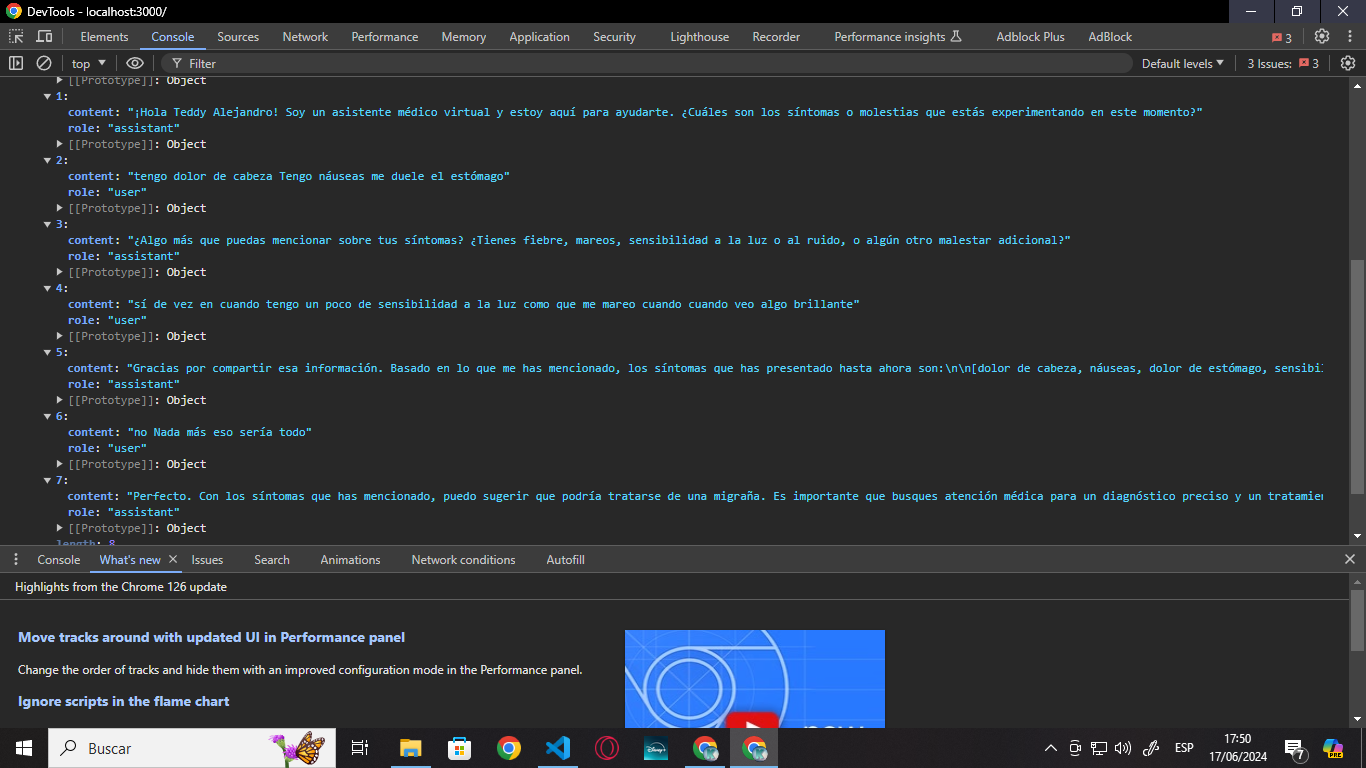 DevTools - localhost:3000/
Elements Console Sources Network Performance Memory Application Security Lighthouse Recorder Performance insights Adblock Plus AdBlock 3
top Filter Default levels 3 Issues: 3
[[Prototype]]: Object
1:
content: "¡Hola Teddy Alejandro! Soy un asistente médico virtual y estoy aquí para ayudarte. ¿Cuáles son los síntomas o molestias que estás experimentando en este momento?"
role: "assistant"
[[Prototype]]: Object
2:
content: "tengo dolor de cabeza Tengo náuseas me duele el estómago"
role: "user"
[[Prototype]]: Object
3:
content: "¿Algo más que puedas mencionar sobre tus síntomas? ¿Tienes fiebre, mareos, sensibilidad a la luz o al ruido, o algún otro malestar adicional?"
role: "assistant"
[[Prototype]]: Object
4:
content: "sí de vez en cuando tengo un poco de sensibilidad a la luz como que me mareo cuando cuando veo algo brillante"
role: "user"
[[Prototype]]: Object
5:
content: "Gracias por compartir esa información. Basado en lo que me has mencionado, los síntomas que has presentado hasta ahora son:\n\n[dolor de cabeza, náuseas, dolor de estómago, sensibil
role: "assistant"
[[Prototype]]: Object
6:
content: "no Nada más eso sería todo"
role: "user"
[[Prototype]]: Object
7:
content: "Perfecto. Con los síntomas que has mencionado, puedo sugerir que podría tratarse de una migraña. Es importante que busques atención médica para un diagnóstico preciso y un tratamien
role: "assistant"
[[Prototype]]: Object
length: 8
Console What's new Issues Search Animations Network conditions Autofill
Highlights from the Chrome 126 update
Move tracks around with updated UI in Performance panel
Change the order of tracks and hide them with an improved configuration mode in the Performance panel.
Ignore scripts in the flame chart
new
Buscar
Disney+
ESP
17:50
17/06/2024
7
PRE